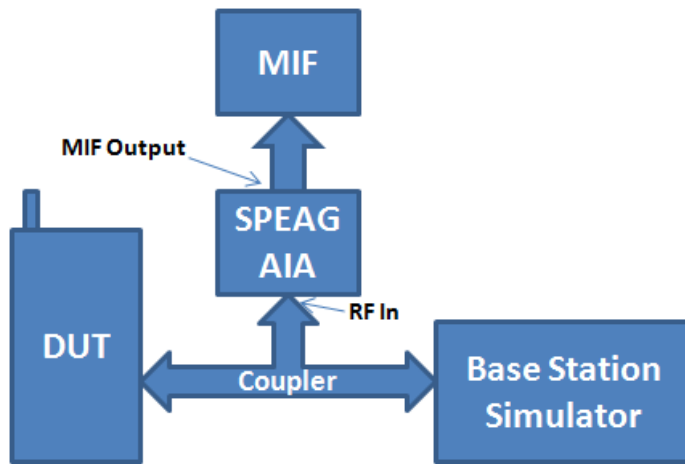 MIF
MIF Output
SPEAG
AIA
RF In
DUT
Coupler
Base Station
Simulator